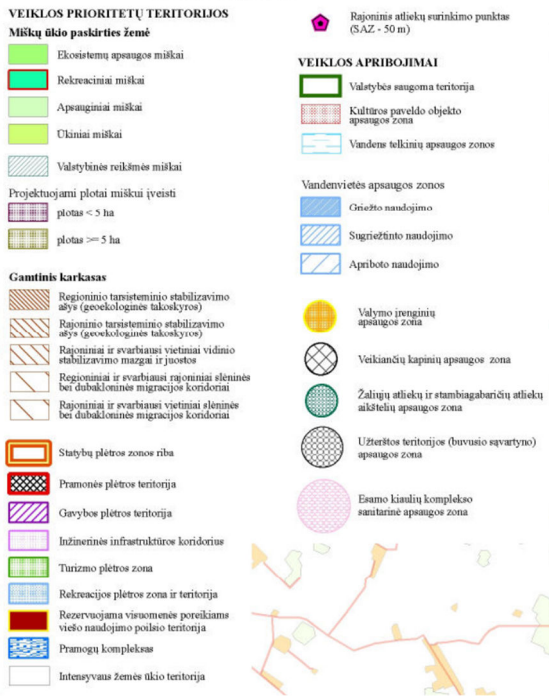 VEIKLOS PRIORITETŲ TERITORIJOS
Miškų ūkio paskirties žemė
Ekosistemų apsaugos miškai
Rekreaciniai miškai
Apsauginiai miškai
Ūkiniai miškai
Valstybinės reikšmės miškai
Projektuojami plotai miškui įveisti
plotas < 5 ha
plotas >= 5 ha
Gamtinis karkasas
Regioninio tarsisteminio stabilizavimo
ašys (geoekologinės takoskyros)
Rajoninio tarsisteminio stabilizavimo
ašys (geoekologinės takoskyros)
Rajoniniai ir svarbiausi vietiniai vidinio
stabilizavimo mazgai ir juostos
Regioniniai ir svarbiausi rajoniniai slėninės
bei dubakloninės migracijos koridoriai
Rajoniniai ir svarbiausi vietiniai slėninės
bei dubakloninės migracijos koridoriai
Statybų plėtros zonos riba
Pramonės plėtros teritorija
Gavybos plėtros teritorija
Inžinerinės infrastruktūros koridorius
Turizmo plėtros zona
Rekreacijos plėtros zona ir teritorija
Rezervuojama visuomenės poreikiams
viešo naudojimo poilsio teritorija
Pramogų kompleksas
Intensyvaus žemės ūkio teritorija
Rajoninis atliekų surinkimo punktas
(SAZ - 50 m)
VEIKLOS APRIBOJIMAI
Valstybės saugoma teritorija
Kultūros paveldo objekto
apsaugos zona
Vandens telkinių apsaugos zonos
Vandenvietės apsaugos zonos
Griežto naudojimo
Sugriežtinto naudojimo
Apriboto naudojimo
Valymo įrenginių
apsaugos zona
Veikiančių kapinių apsaugos zona
Žaliųjų atliekų ir stambiagabaričių atliekų
aikštelių apsaugos zona
Užterštos teritorijos (buvusio sąvartyno)
apsaugos zona
Esamo kiaulių komplekso
sanitarinė apsaugos zona